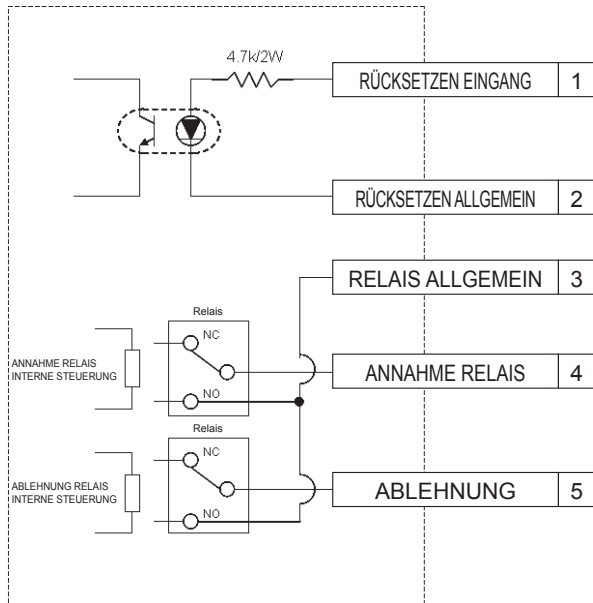 4.7k/2W
RÜCKSETZEN EINGANG 1
RÜCKSETZEN ALLGEMEIN 2
RELAIS ALLGEMEIN 3
Relais
NC
ANNAHME RELAIS
INTERNE STEUERUNG
ANNAHME RELAIS 4
NO
Relais
NC
ABLEHNUNG RELAIS
INTERNE STEUERUNG
ABLEHNUNG 5
NO